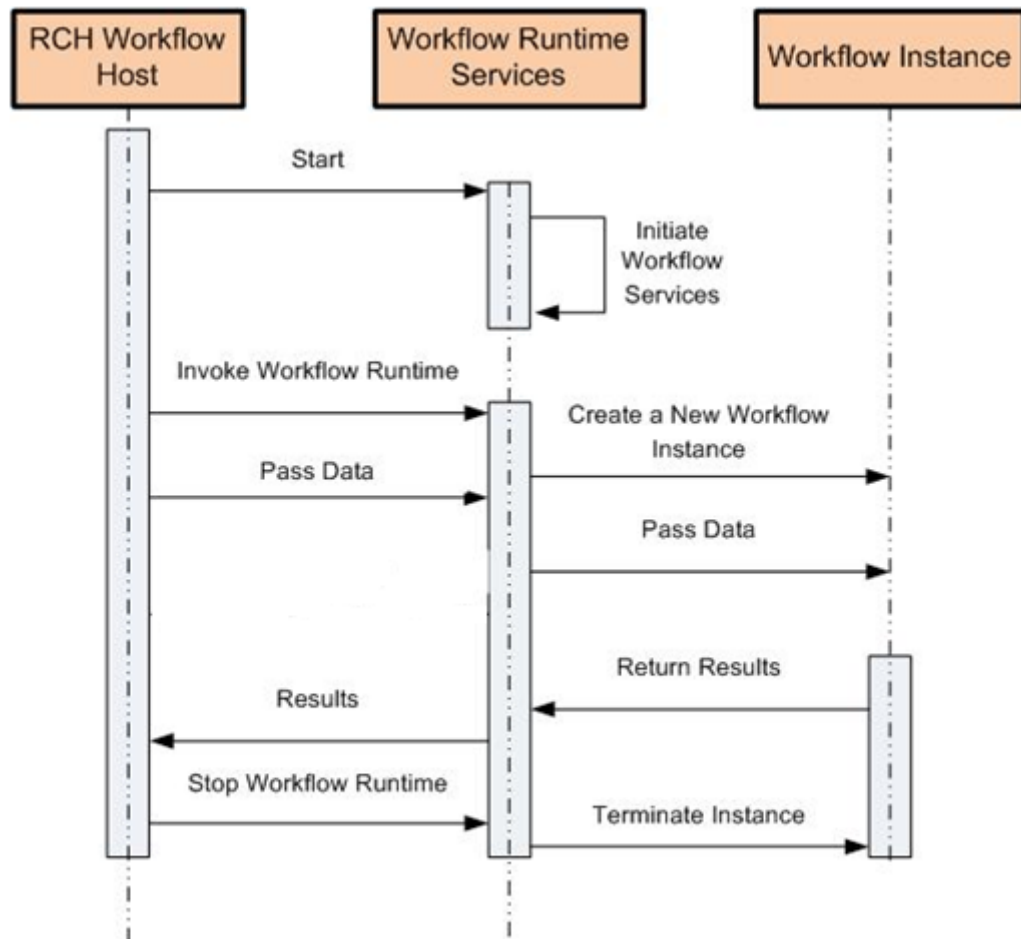 RCH Workflow
Host
Workflow Runtime
Services
Workflow Instance
Start
Initiate
Workflow
Services
Invoke Workflow Runtime
Create a New Workflow
Instance
Pass Data
Pass Data
Return Results
Results
Stop Workflow Runtime
Terminate Instance